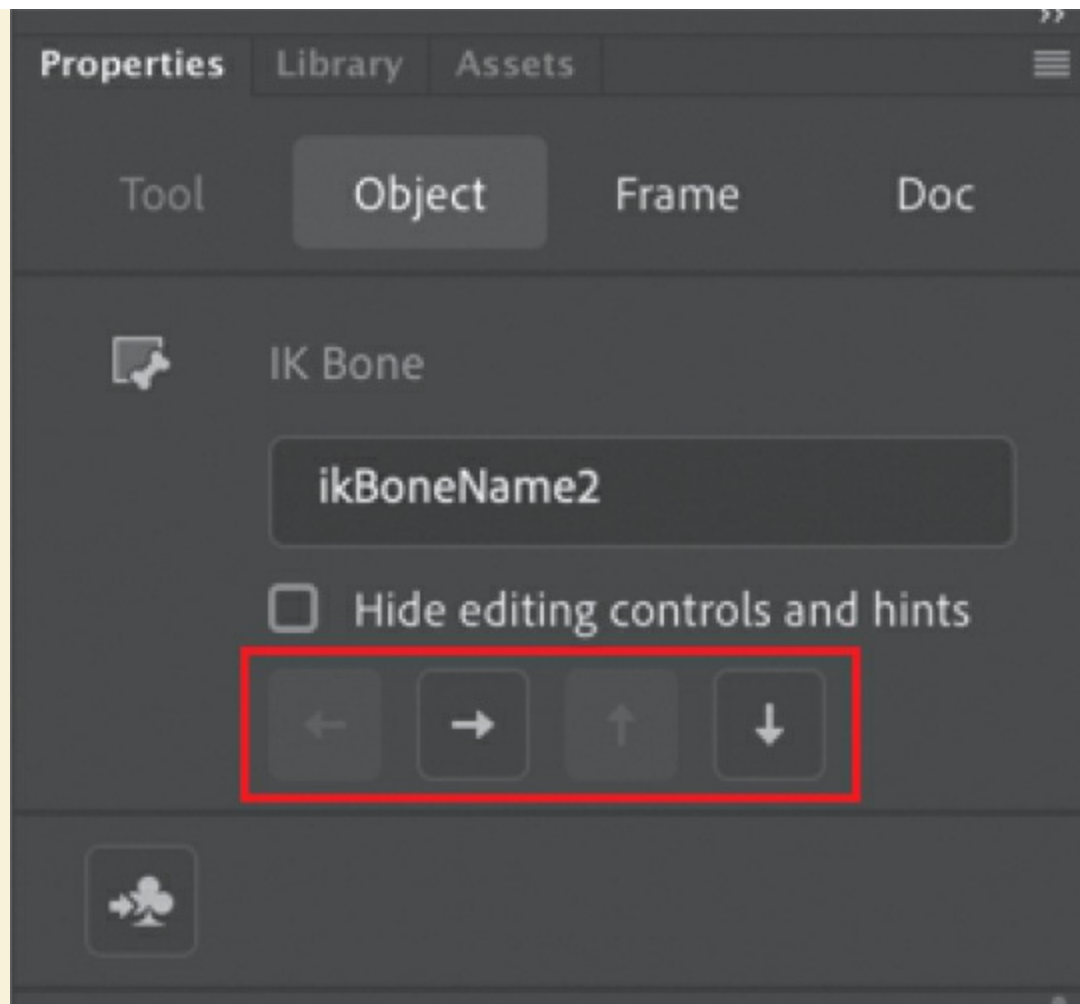 Properties Library Assets
Tool Object Frame Doc
IK Bone
ikBoneName2
Hide editing controls and hints